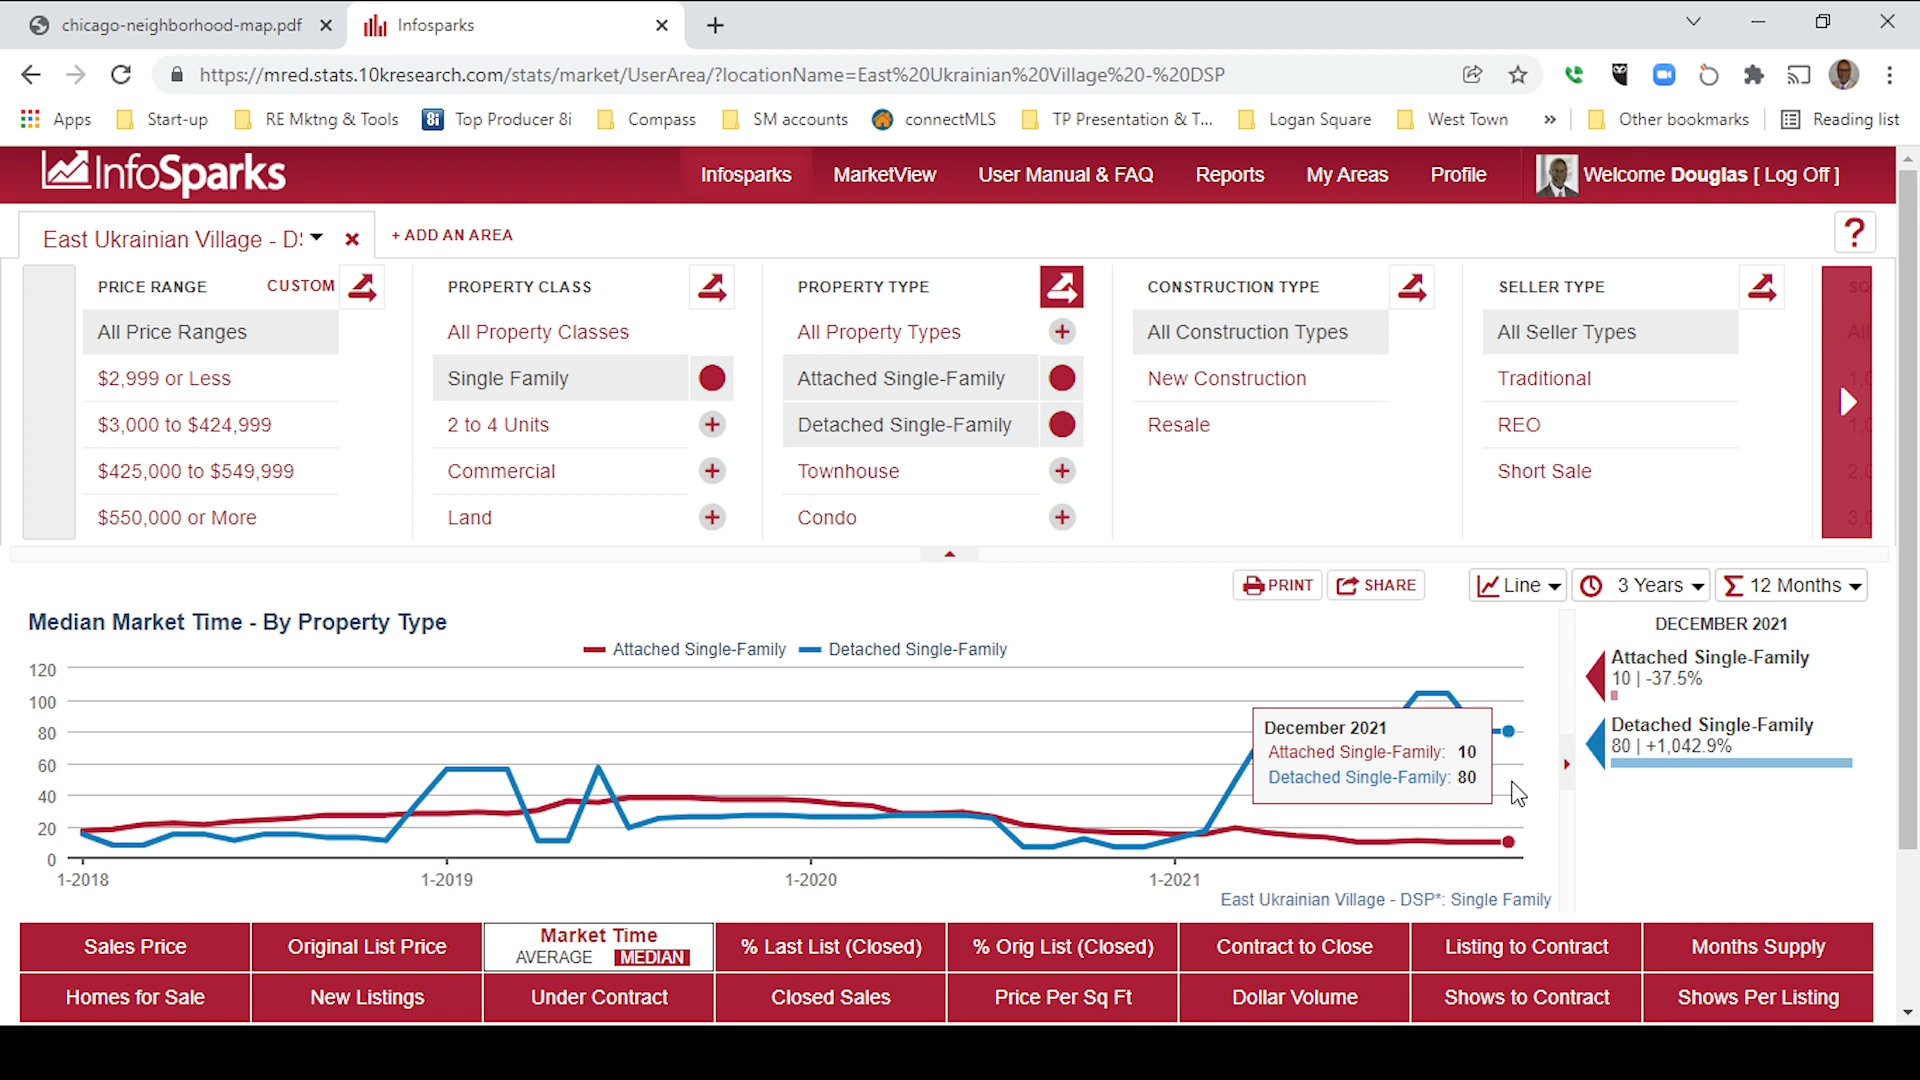 chicago-neighborhood-map.pdf
Infosparks
https://mred.stats.10kresearch.com/stats/market/UserArea/?locationName=East%20Ukrainian%20Village%20-%20DSP
Apps Start-up RE Mktng & Tools 8i Top Producer 8i Compass SM accounts connectMLS TP Presentation & T... Logan Square West Town » Other bookmarks Reading list
InfoSparks
Infosparks MarketView User Manual & FAQ Reports My Areas Profile Welcome Douglas [ Log Off ]
East Ukrainian Village - D
+ ADD AN AREA
?
PRICE RANGE CUSTOM
All Price Ranges
$2,999 or Less
$3,000 to $424,999
$425,000 to $549,999
$550,000 or More
PROPERTY CLASS
All Property Classes
Single Family
2 to 4 Units
Commercial
Land
PROPERTY TYPE
All Property Types
Attached Single-Family
Detached Single-Family
Townhouse
Condo
CONSTRUCTION TYPE
All Construction Types
New Construction
Resale
SELLER TYPE
All Seller Types
Traditional
REO
Short Sale
PRINT SHARE Line 3 Years Σ 12 Months
Median Market Time - By Property Type
Attached Single-Family Detached Single-Family
120
100
80
60
40
20
0
1-2018 1-2019 1-2020 1-2021
December 2021
Attached Single-Family: 10
Detached Single-Family: 80
East Ukrainian Village - DSP*: Single Family
DECEMBER 2021
Attached Single-Family
10 | -37.5%
Detached Single-Family
80 | +1,042.9%
Sales Price Original List Price Market Time AVERAGE MEDIAN % Last List (Closed) % Orig List (Closed) Contract to Close Listing to Contract Months Supply
Homes for Sale New Listings Under Contract Closed Sales Price Per Sq Ft Dollar Volume Shows to Contract Shows Per Listing